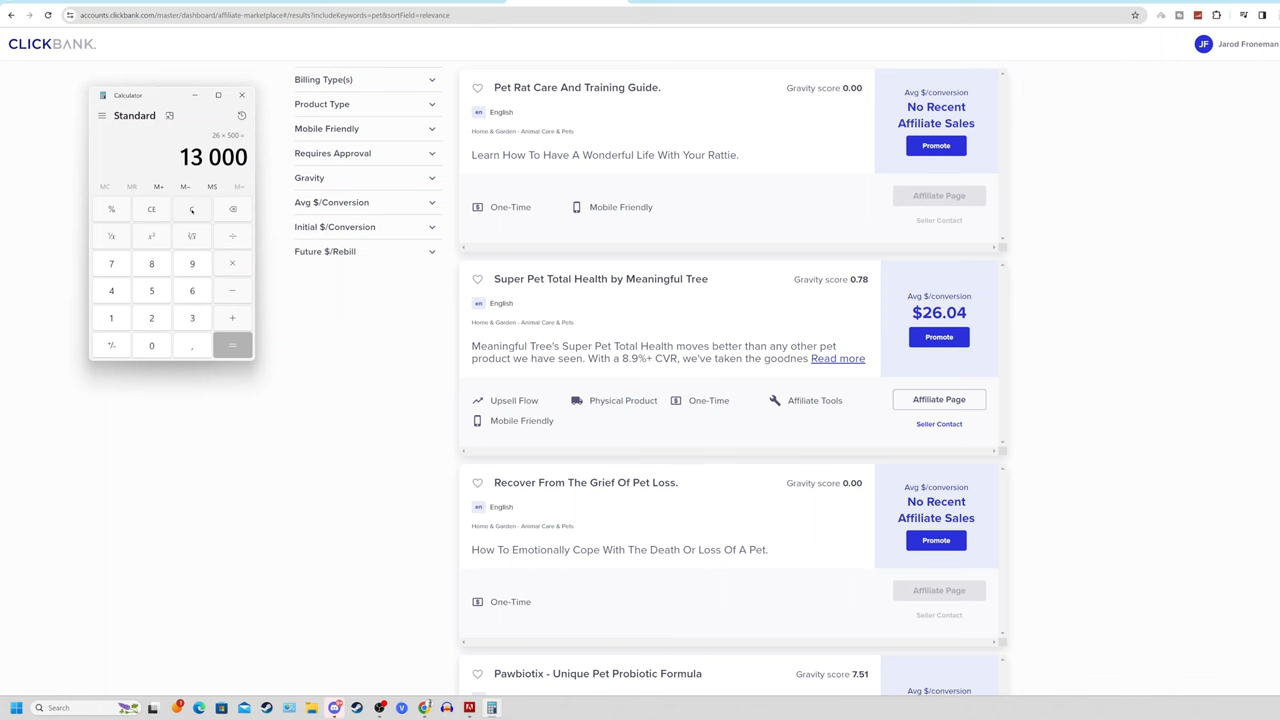 accounts.clickbank.com/master/dashboard/affiliate-marketplace#/results?includeKeywords=pet&sortField=relevance
CLICKBANK.
JF
Jarod Froneman
Calculator
Standard
26 × 500 =
13 000
MC MR M+ M− MS M˅
% CE C
⅟x x² ²√x ÷
7 8 9 ×
4 5 6 −
1 2 3 +
+/− 0 , =
Billing Type(s)
Product Type
Mobile Friendly
Requires Approval
Gravity
Avg $/Conversion
Initial $/Conversion
Future $/Rebill
Pet Rat Care And Training Guide.
Gravity score 0.00
en English
Home & Garden - Animal Care & Pets
Learn How To Have A Wonderful Life With Your Rattie.
One-Time
Mobile Friendly
Avg $/conversion
No Recent
Affiliate Sales
Promote
Affiliate Page
Seller Contact
Super Pet Total Health by Meaningful Tree
Gravity score 0.78
en English
Home & Garden - Animal Care & Pets
Meaningful Tree's Super Pet Total Health moves better than any other pet
product we have seen. With a 8.9%+ CVR, we've taken the goodnes Read more
Upsell Flow
Physical Product
One-Time
Affiliate Tools
Mobile Friendly
Avg $/conversion
$26.04
Promote
Affiliate Page
Seller Contact
Recover From The Grief Of Pet Loss.
Gravity score 0.00
en English
Home & Garden - Animal Care & Pets
How To Emotionally Cope With The Death Or Loss Of A Pet.
One-Time
Avg $/conversion
No Recent
Affiliate Sales
Promote
Affiliate Page
Seller Contact
Pawbiotix - Unique Pet Probiotic Formula
Gravity score 7.51
Avg $/conversion
Search